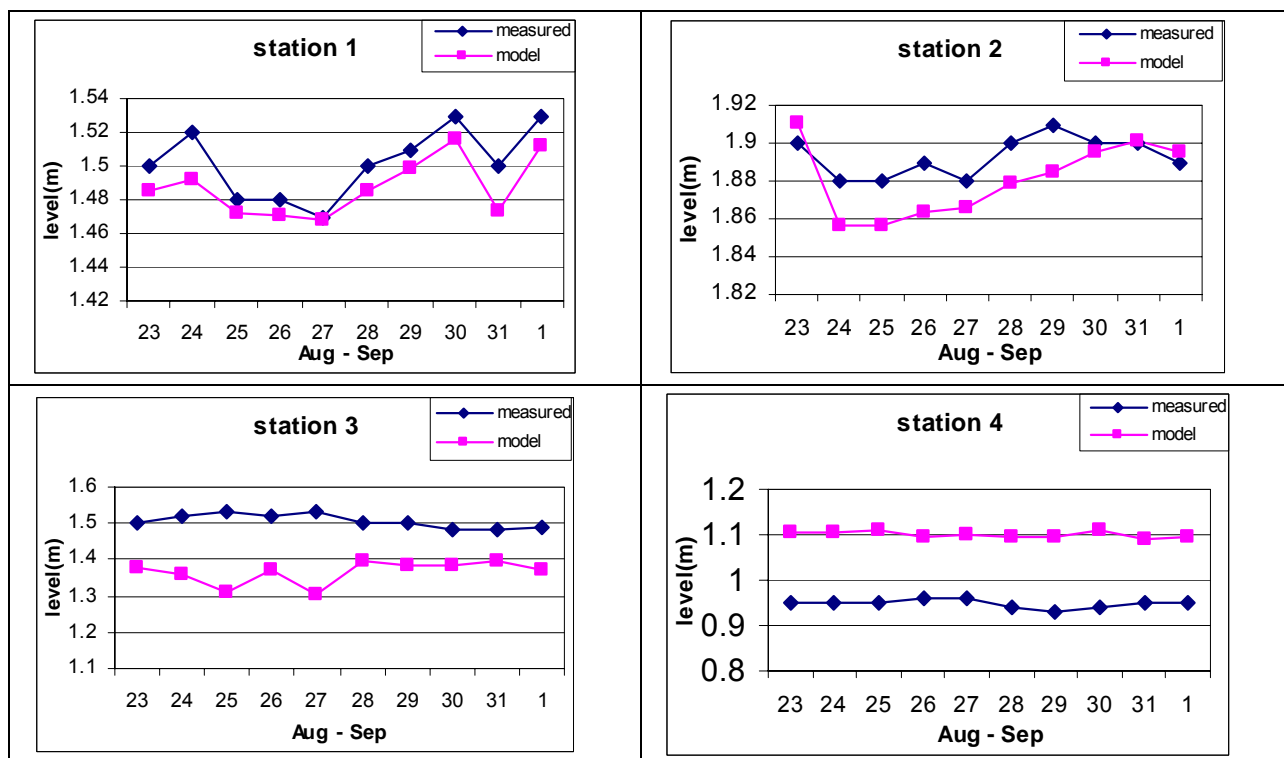 station 1
measured
model
level(m)
1.54
1.52
1.5
1.48
1.46
1.44
1.42
23 24 25 26 27 28 29 30 31 1
Aug - Sep
station 2
measured
model
level(m)
1.92
1.9
1.88
1.86
1.84
1.82
23 24 25 26 27 28 29 30 31 1
Aug - Sep
station 3
measured
model
level(m)
1.6
1.5
1.4
1.3
1.2
1.1
23 24 25 26 27 28 29 30 31 1
Aug - Sep
station 4
measured
model
level(m)
1.2
1.1
1
0.9
0.8
23 24 25 26 27 28 29 30 31 1
Aug - Sep